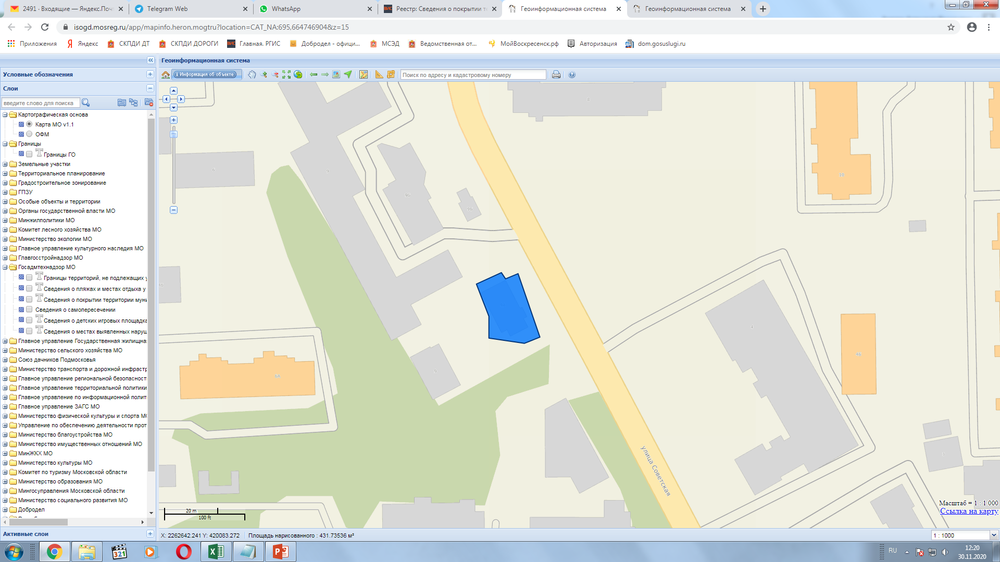 2491 · Входящие — Яндекс.Поч
Telegram Web
WhatsApp
Реестр: Сведения о покрытии т
Геоинформационная система
Геоинформационная система
isogd.mosreg.ru/app/mapinfo.heron.mogtru?location=CAT_NA:695,664746904&z=15
Приложения
Яндекс
СКПДИ ДТ
СКПДИ ДОРОГИ
ВИС Главная. РГИС
Добродел - офици...
МСЭД
Ведомственная от...
МойВоскресенск.рф
Авторизация
dom.gosuslugi.ru
Геоинформационная система
Условные обозначения
Информация об объекте
Поиск по адресу и кадастровому номеру
Слои
введите слово для поиска
Картографическая основа
Карта МО v1.1
ОФМ
Границы
Границы ГО
Земельные участки
Территориальное планирование
Градостроительное зонирование
ГПЗУ
Особые объекты и территории
Органы государственной власти МО
Минжилполитики МО
Комитет лесного хозяйства МО
Министерство экологии МО
Главное управление культурного наследия МО
Главгосстройнадзор МО
Госадмтехнадзор МО
Границы территорий, не подлежащих у
Сведения о пляжах и местах отдыха у
Сведения о покрытии территории муни
Сведения о самопересечении
Сведения о детских игровых площадка
Сведения о местах выявленных наруш
Главное управление Государственная жилищна
Министерство сельского хозяйства МО
Союз дачников Подмосковья
Министерство транспорта и дорожной инфрастр
Главное управление региональной безопасност
Главное управление территориальной политики
Главное управление по информационной полит
Главное управление ЗАГС МО
Министерство физической культуры и спорта МО
Управление по обеспечению деятельности прот
Министерство благоустройства МО
Министерство имущественных отношений МО
МинЖКХ МО
Министерство культуры МО
Комитет по туризму Московской области
Министерство образования МО
Мингосуправления Московской области
Министерство социального развития МО
Добродел
Активные слои
6
9
9Б
9Б
10
6А
9
4
4Б
3
улица Советская
20 m
100 ft
Масштаб = 1 : 1 000
Ссылка на карту
X: 2262642.241 Y: 420083.272
Площадь нарисованного : 431.73536 м²
1 : 1000
321
RU
12:20
30.11.2020